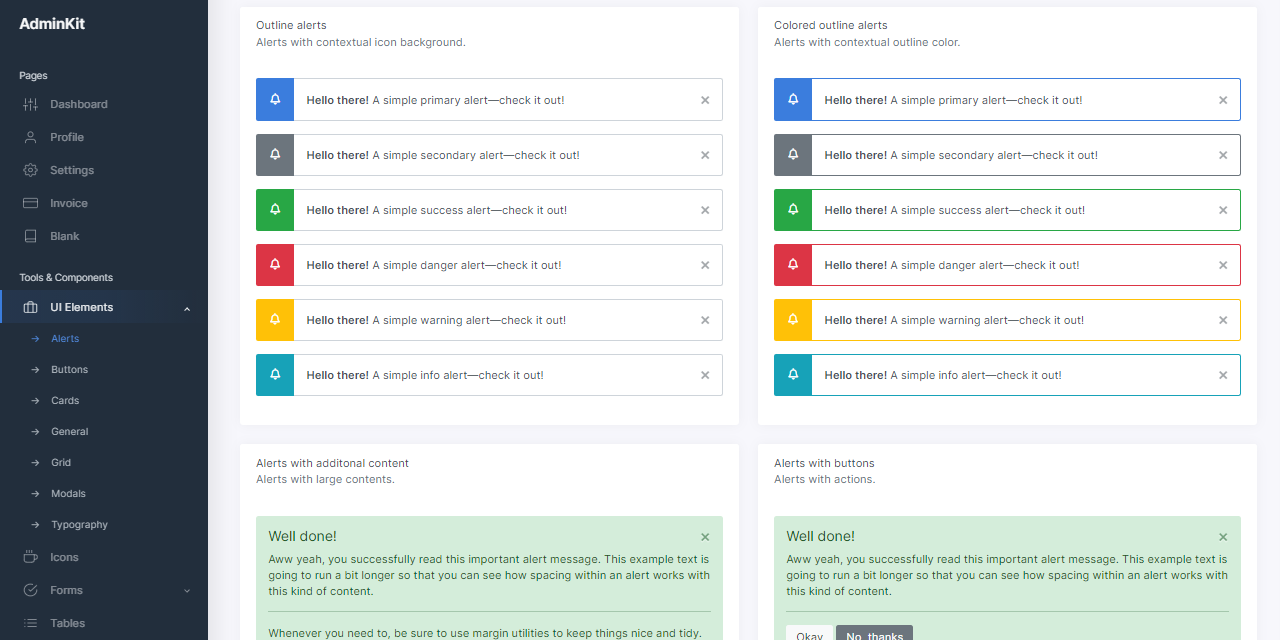 AdminKit
Pages
Dashboard
Profile
Settings
Invoice
Blank
Tools & Components
UI Elements
Alerts
Buttons
Cards
General
Grid
Modals
Typography
Icons
Forms
Tables
Outline alerts
Alerts with contextual icon background.
Hello there! A simple primary alert—check it out!
Hello there! A simple secondary alert—check it out!
Hello there! A simple success alert—check it out!
Hello there! A simple danger alert—check it out!
Hello there! A simple warning alert—check it out!
Hello there! A simple info alert—check it out!
Colored outline alerts
Alerts with contextual outline color.
Hello there! A simple primary alert—check it out!
Hello there! A simple secondary alert—check it out!
Hello there! A simple success alert—check it out!
Hello there! A simple danger alert—check it out!
Hello there! A simple warning alert—check it out!
Hello there! A simple info alert—check it out!
Alerts with additonal content
Alerts with large contents.
Well done!
Aww yeah, you successfully read this important alert message. This example text is
going to run a bit longer so that you can see how spacing within an alert works with
this kind of content.
Whenever you need to, be sure to use margin utilities to keep things nice and tidy.
Alerts with buttons
Alerts with actions.
Well done!
Aww yeah, you successfully read this important alert message. This example text is
going to run a bit longer so that you can see how spacing within an alert works with
this kind of content.
Okay
No, thanks